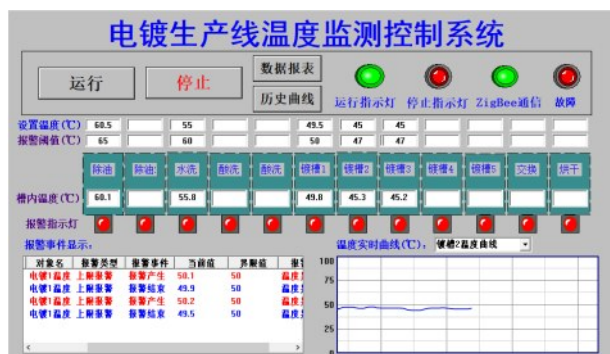 电镀生产线温度监测控制系统
运行 停止 数据报表
历史曲线 运行指示灯 停止指示灯 ZigBee通信 故障
设置温度(℃) 60.5 55 49.5 45 45
报警阈值(℃) 65 60 50 47 47
除油 除油 水洗 酸洗 酸洗 镀槽1 镀槽2 镀槽3 镀槽4 镀槽5 交换 烘干
槽内温度(℃) 60.1 55.8 49.8 45.3 45.2
报警指示灯
报警事件显示: 温度实时曲线(℃): 镀槽2温度曲线
对象名 报警类型 报警事件 当前值 界限值 报警
电镀1温度 上限报警 报警产生 50.1 50 温度
电镀1温度 上限报警 报警结束 49.9 50 温度
电镀1温度 上限报警 报警产生 50.2 50 温度
电镀1温度 上限报警 报警结束 49.5 50 温度
100
75
50
25
0